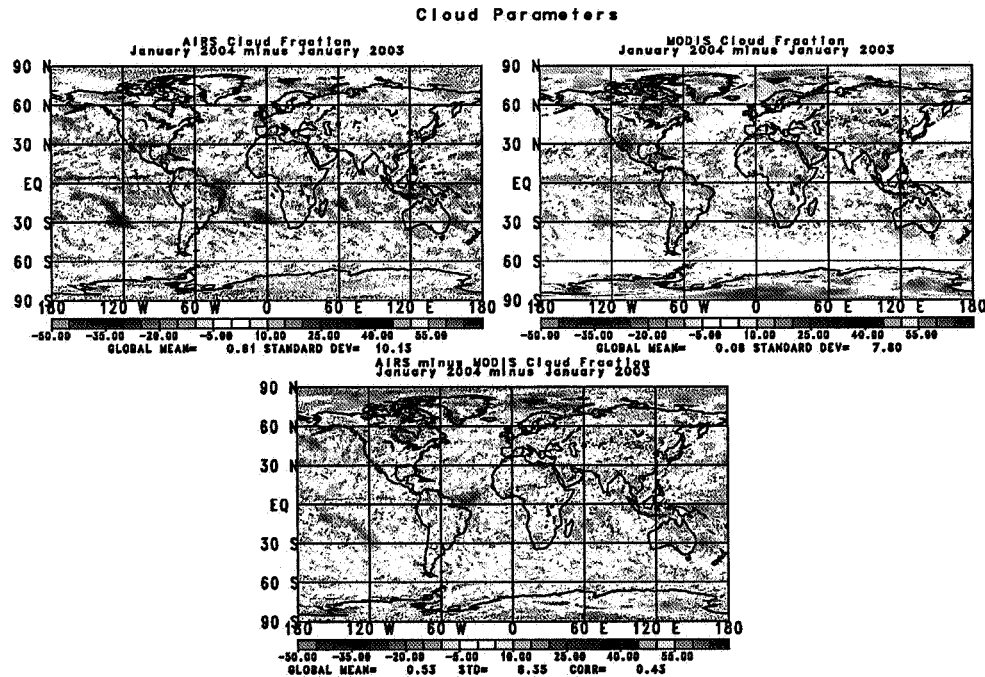 Cloud Parameters
AIRS Cloud Fraction
January 2004 minus January 2003
90 N
60 N
30 N
EQ
30 S
60 S
90 S
180 120 W 60 W 0 60 E 120 E 180
-50.00 -35.00 -20.00 -5.00 10.00 25.00 40.00 55.00
GLOBAL MEAN= 0.61 STANDARD DEV= 10.13
MODIS Cloud Fraction
January 2004 minus January 2003
90 N
60 N
30 N
EQ
30 S
60 S
90 S
180 120 W 60 W 0 60 E 120 E 180
-50.00 -35.00 -20.00 -5.00 10.00 25.00 40.00 55.00
GLOBAL MEAN= 0.08 STANDARD DEV= 7.80
AIRS minus MODIS Cloud Fraction
January 2004 minus January 2003
90 N
60 N
30 N
EQ
30 S
60 S
90 S
180 120 W 60 W 0 60 E 120 E 180
-50.00 -35.00 -20.00 -5.00 10.00 25.00 40.00 55.00
GLOBAL MEAN= 0.53 STD= 8.35 CORR= 0.43